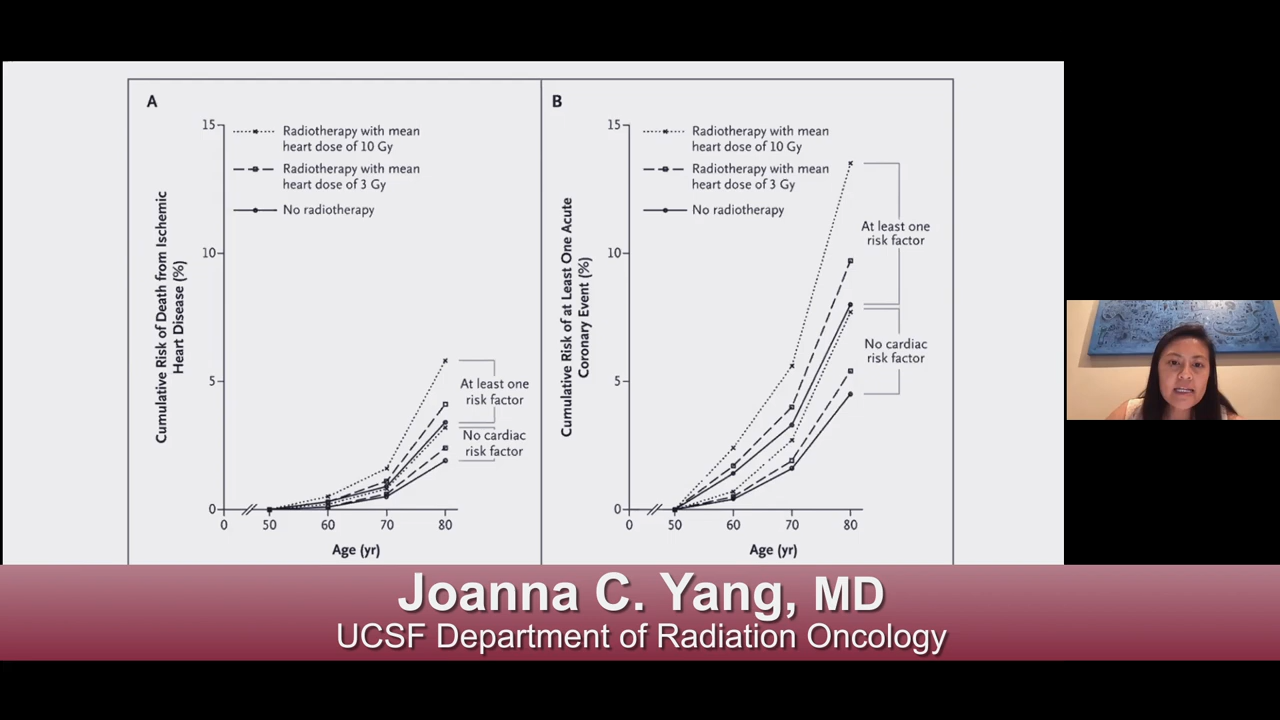 A
Cumulative Risk of Death from Ischemic
Heart Disease (%)
15
10
5
0
Radiotherapy with mean
heart dose of 10 Gy
Radiotherapy with mean
heart dose of 3 Gy
No radiotherapy
At least one
risk factor
No cardiac
risk factor
0 50 60 70 80
Age (yr)
B
Cumulative Risk of at Least One Acute
Coronary Event (%)
15
10
5
0
Radiotherapy with mean
heart dose of 10 Gy
Radiotherapy with mean
heart dose of 3 Gy
No radiotherapy
At least one
risk factor
No cardiac
risk factor
0 50 60 70 80
Age (yr)
Joanna C. Yang, MD
UCSF Department of Radiation Oncology